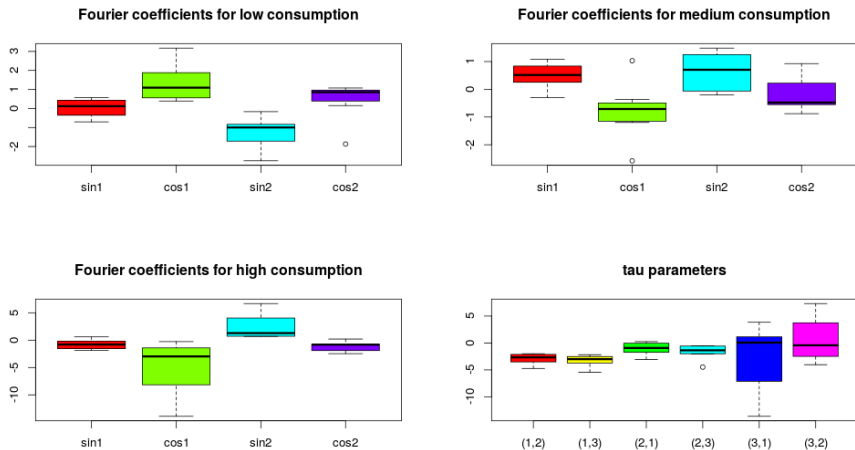 Fourier coefficients for low consumption
3
2
1
0
-2
sin1 cos1 sin2 cos2
Fourier coefficients for medium consumption
1
0
-1
-2
sin1 cos1 sin2 cos2
Fourier coefficients for high consumption
5
0
-5
-10
sin1 cos1 sin2 cos2
tau parameters
5
0
-5
-10
(1,2) (1,3) (2,1) (2,3) (3,1) (3,2)